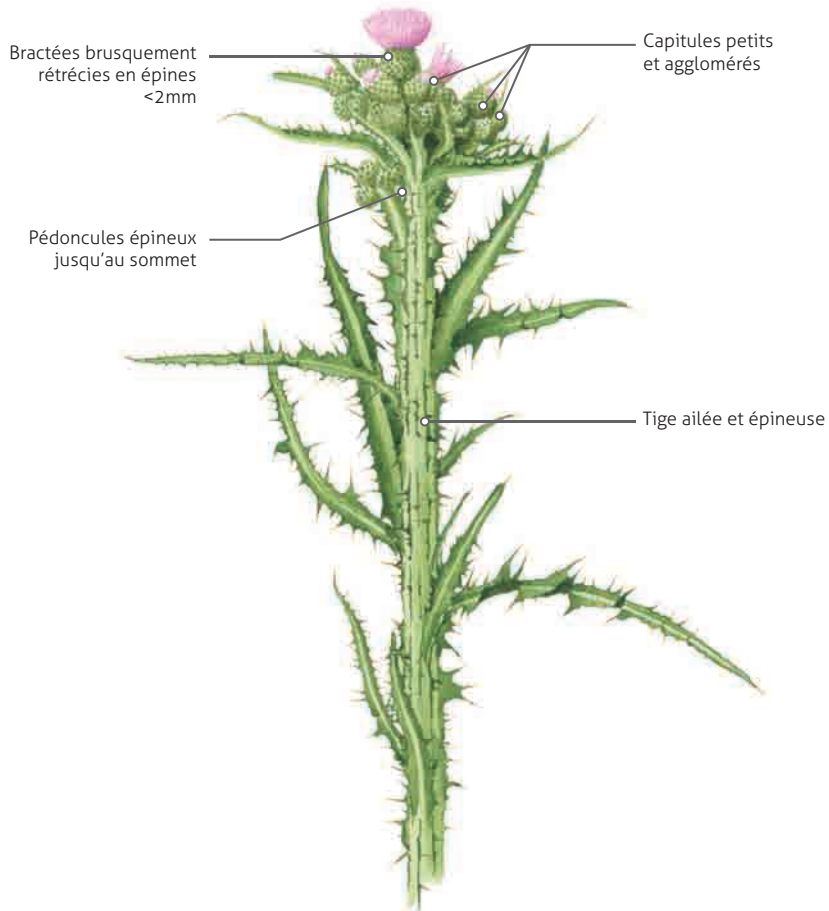 Bractées brusquement
rétrécies en épines
<2mm
Capitules petits
et agglomérés
Pédoncules épineux
jusqu'au sommet
Tige ailée et épineuse